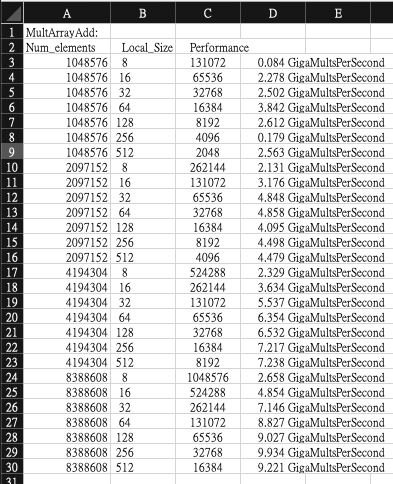 A B C D E
1 MultArrayAdd:
2 Num_elements Local_Size Performance
3 1048576 8 131072 0.084 GigaMultsPerSecond
4 1048576 16 65536 2.278 GigaMultsPerSecond
5 1048576 32 32768 2.502 GigaMultsPerSecond
6 1048576 64 16384 3.842 GigaMultsPerSecond
7 1048576 128 8192 2.612 GigaMultsPerSecond
8 1048576 256 4096 0.179 GigaMultsPerSecond
9 1048576 512 2048 2.563 GigaMultsPerSecond
10 2097152 8 262144 2.131 GigaMultsPerSecond
11 2097152 16 131072 3.176 GigaMultsPerSecond
12 2097152 32 65536 4.848 GigaMultsPerSecond
13 2097152 64 32768 4.858 GigaMultsPerSecond
14 2097152 128 16384 4.095 GigaMultsPerSecond
15 2097152 256 8192 4.498 GigaMultsPerSecond
16 2097152 512 4096 4.479 GigaMultsPerSecond
17 4194304 8 524288 2.329 GigaMultsPerSecond
18 4194304 16 262144 3.634 GigaMultsPerSecond
19 4194304 32 131072 5.537 GigaMultsPerSecond
20 4194304 64 65536 6.354 GigaMultsPerSecond
21 4194304 128 32768 6.532 GigaMultsPerSecond
22 4194304 256 16384 7.217 GigaMultsPerSecond
23 4194304 512 8192 7.238 GigaMultsPerSecond
24 8388608 8 1048576 2.658 GigaMultsPerSecond
25 8388608 16 524288 4.854 GigaMultsPerSecond
26 8388608 32 262144 7.146 GigaMultsPerSecond
27 8388608 64 131072 8.827 GigaMultsPerSecond
28 8388608 128 65536 9.027 GigaMultsPerSecond
29 8388608 256 32768 9.934 GigaMultsPerSecond
30 8388608 512 16384 9.221 GigaMultsPerSecond
31